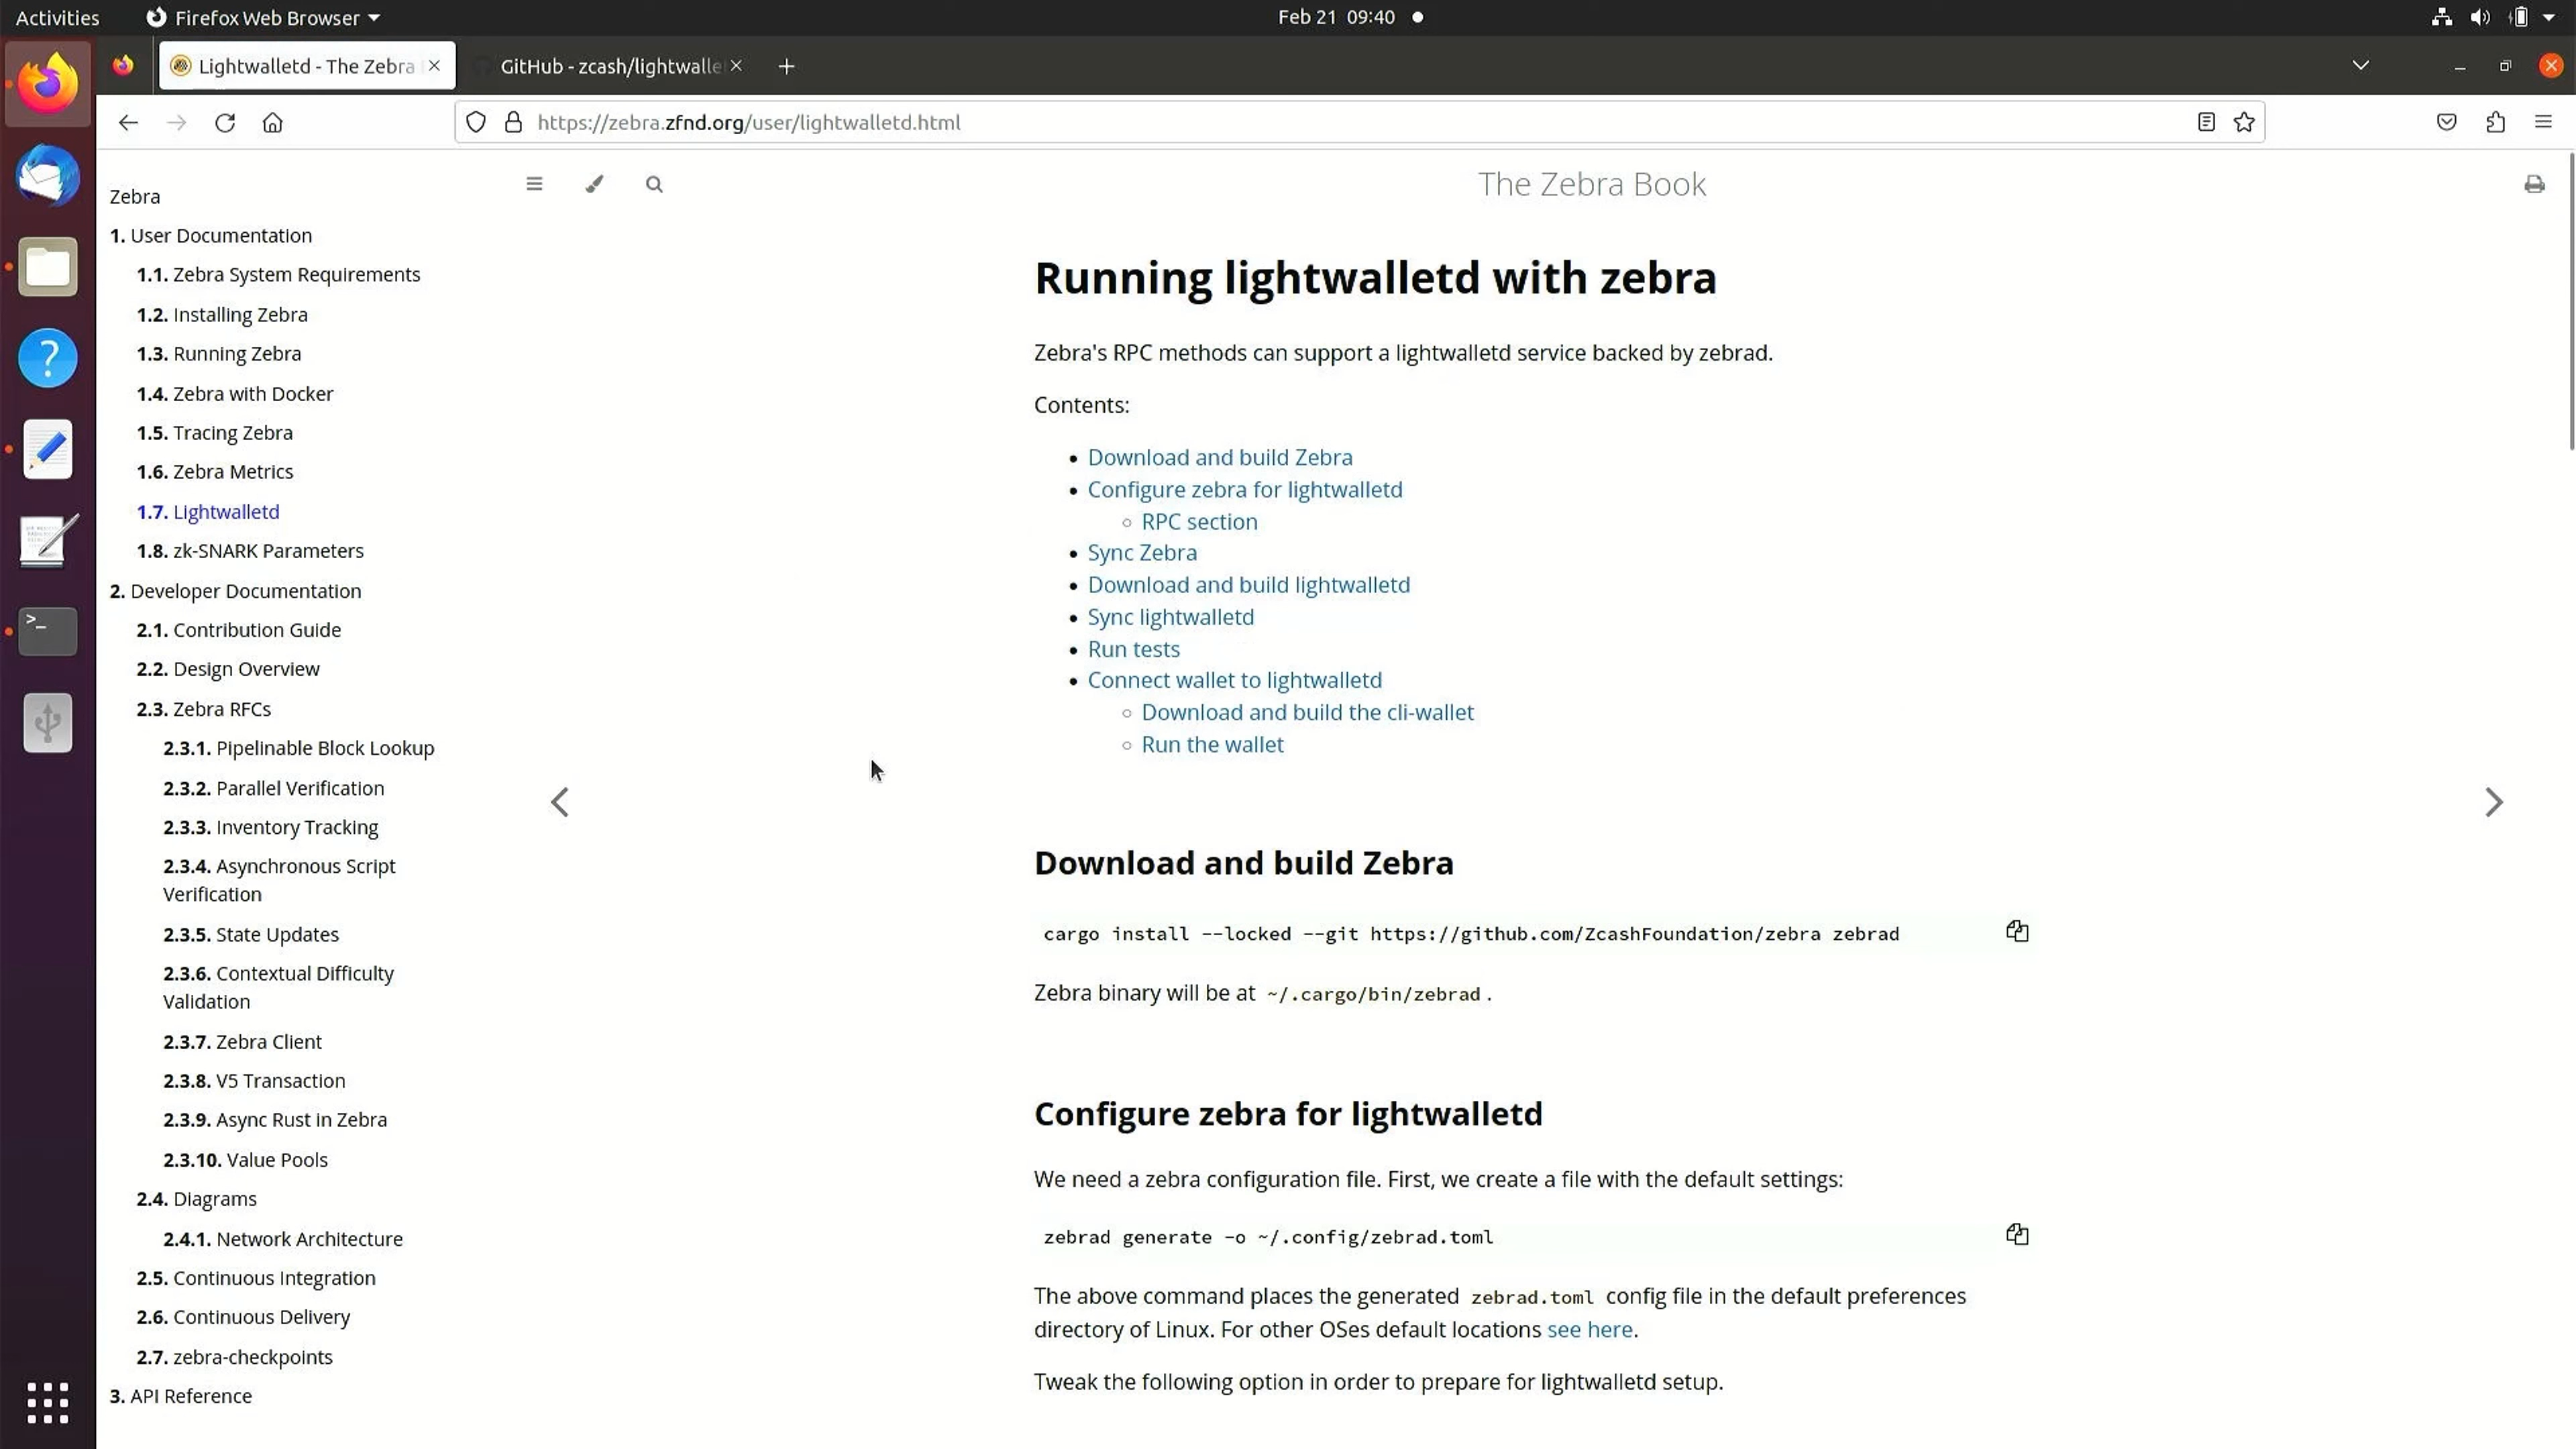 Activities
Firefox Web Browser
Feb 21 09:40
Lightwalletd - The Zebra
GitHub - zcash/lightwalle
https://zebra.zfnd.org/user/lightwalletd.html
Zebra
1. User Documentation
1.1. Zebra System Requirements
1.2. Installing Zebra
1.3. Running Zebra
1.4. Zebra with Docker
1.5. Tracing Zebra
1.6. Zebra Metrics
1.7. Lightwalletd
1.8. zk-SNARK Parameters
2. Developer Documentation
2.1. Contribution Guide
2.2. Design Overview
2.3. Zebra RFCs
2.3.1. Pipelinable Block Lookup
2.3.2. Parallel Verification
2.3.3. Inventory Tracking
2.3.4. Asynchronous Script
Verification
2.3.5. State Updates
2.3.6. Contextual Difficulty
Validation
2.3.7. Zebra Client
2.3.8. V5 Transaction
2.3.9. Async Rust in Zebra
2.3.10. Value Pools
2.4. Diagrams
2.4.1. Network Architecture
2.5. Continuous Integration
2.6. Continuous Delivery
2.7. zebra-checkpoints
3. API Reference
The Zebra Book
Running lightwalletd with zebra
Zebra's RPC methods can support a lightwalletd service backed by zebrad.
Contents:
Download and build Zebra
Configure zebra for lightwalletd
RPC section
Sync Zebra
Download and build lightwalletd
Sync lightwalletd
Run tests
Connect wallet to lightwalletd
Download and build the cli-wallet
Run the wallet
Download and build Zebra
cargo install --locked --git https://github.com/ZcashFoundation/zebra zebrad
Zebra binary will be at ~/.cargo/bin/zebrad.
Configure zebra for lightwalletd
We need a zebra configuration file. First, we create a file with the default settings:
zebrad generate -o ~/.config/zebrad.toml
The above command places the generated zebrad.toml config file in the default preferences
directory of Linux. For other OSes default locations see here.
Tweak the following option in order to prepare for lightwalletd setup.